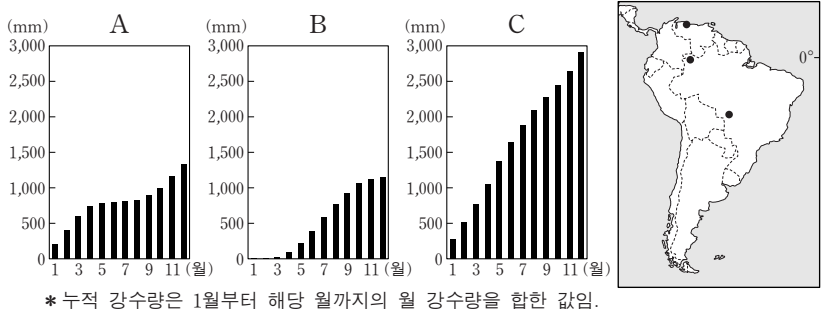 A B C
(mm) (mm) (mm)
3,000 3,000 3,000
2,500 2,500 2,500
2,000 2,000 2,000
1,500 1,500 1,500
1,000 1,000 1,000
500 500 500
0 0 0
1 3 5 7 9 11 (월) 1 3 5 7 9 11 (월) 1 3 5 7 9 11 (월)
0°
* 누적 강수량은 1월부터 해당 월까지의 월 강수량을 합한 값임.